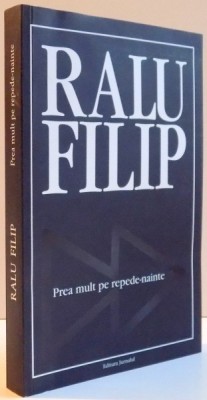 RALU
FILIP
Prea mult pe repede-nainte
Editura Jurnalul
RALU FILIP
Prea mult pe repede-nainte